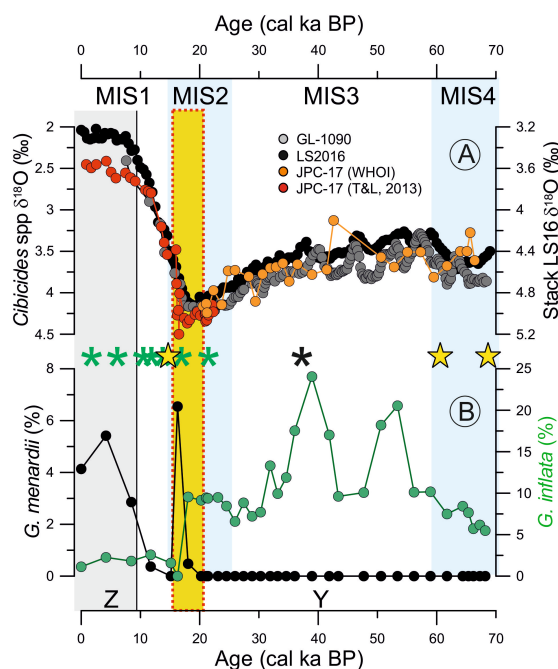 Age (cal ka BP)
0 10 20 30 40 50 60 70
MIS1 MIS2 MIS3 MIS4
2
2.5
3
3.5
4
4.5
Cibicides spp δ18O (‰)
GL-1090
LS2016
JPC-17 (WHOI)
JPC-17 (T&L, 2013)
A
3.2
3.6
4
4.4
4.8
5.2
Stack LS16 δ18O (‰)
8
6
4
2
0
G. menardii (%)
B
25
20
15
10
5
0
G. inflata (%)
Z Y
0 10 20 30 40 50 60 70
Age (cal ka BP)